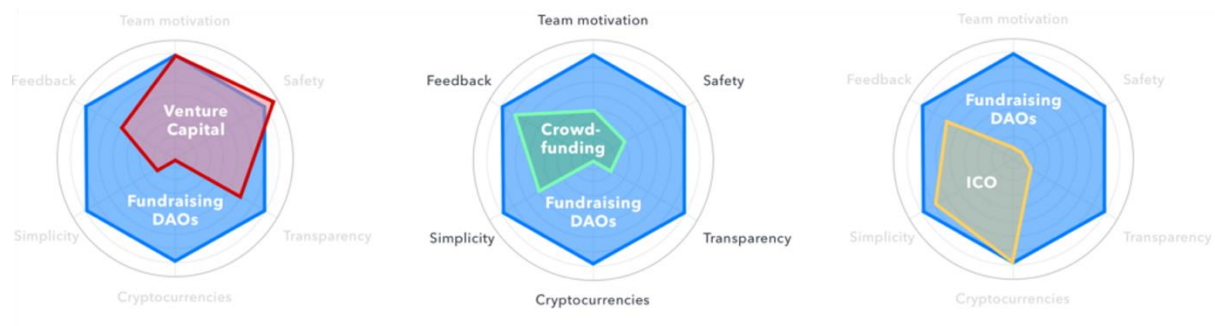 Team motivation
Feedback
Safety
Venture
Capital
Fundraising
DAOs
Simplicity
Transparency
Cryptocurrencies
Team motivation
Feedback
Safety
Crowd-
funding
Fundraising
DAOs
Simplicity
Transparency
Cryptocurrencies
Team motivation
Feedback
Safety
Fundraising
DAOs
ICO
Simplicity
Transparency
Cryptocurrencies